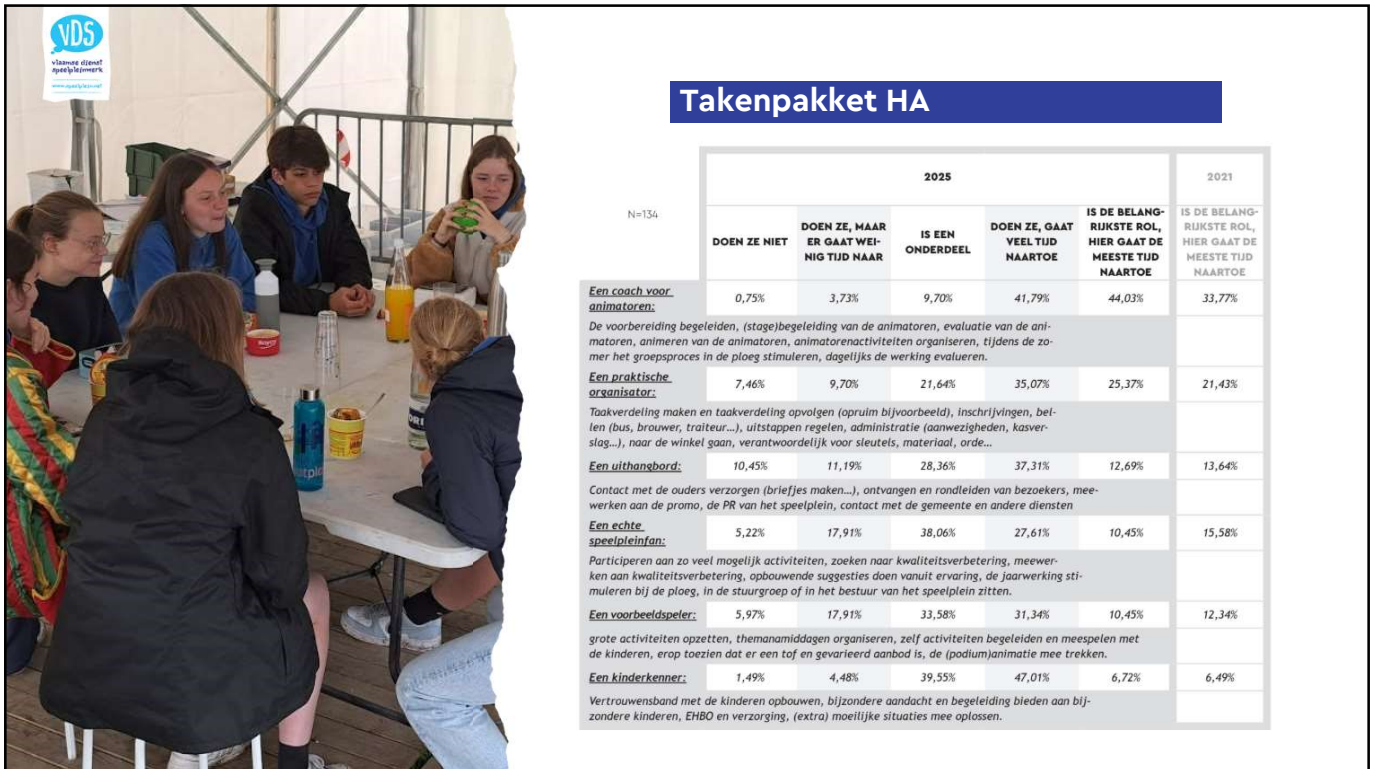 VDS
vlaamse dienst
speelpleinwerk
www.speelplein.net
Takenpakket HA
2025 2021
N=134
DOEN ZE NIET
DOEN ZE, MAAR
ER GAAT WEI-
NIG TIJD NAAR
IS EEN
ONDERDEEL
DOEN ZE, GAAT
VEEL TIJD
NAARTOE
IS DE BELANG-
RIJKSTE ROL,
HIER GAAT DE
MEESTE TIJD
NAARTOE
IS DE BELANG-
RIJKSTE ROL,
HIER GAAT DE
MEESTE TIJD
NAARTOE
Een coach voor
animatoren:
0,75% 3,73% 9,70% 41,79% 44,03% 33,77%
De voorbereiding begeleiden, (stage)begeleiding van de animatoren, evaluatie van de ani-
matoren, animeren van de animatoren, animatorenactiviteiten organiseren, tijdens de zo-
mer het groepsproces in de ploeg stimuleren, dagelijks de werking evalueren.
Een praktische
organisator:
7,46% 9,70% 21,64% 35,07% 25,37% 21,43%
Taakverdeling maken en taakverdeling opvolgen (opruim bijvoorbeeld), inschrijvingen, bel-
len (bus, brouwer, traiteur...), uitstappen regelen, administratie (aanwezigheden, kasver-
slag...), naar de winkel gaan, verantwoordelijk voor sleutels, materiaal, orde...
Een uithangbord: 10,45% 11,19% 28,36% 37,31% 12,69% 13,64%
Contact met de ouders verzorgen (briefjes maken...), ontvangen en rondleiden van bezoekers, mee-
werken aan de promo, de PR van het speelplein, contact met de gemeente en andere diensten
Een echte
speelpleinfan:
5,22% 17,91% 38,06% 27,61% 10,45% 15,58%
Participeren aan zo veel mogelijk activiteiten, zoeken naar kwaliteitsverbetering, meewer-
ken aan kwaliteitsverbetering, opbouwende suggesties doen vanuit ervaring, de jaarwerking sti-
muleren bij de ploeg, in de stuurgroep of in het bestuur van het speelplein zitten.
Een voorbeeldspeler: 5,97% 17,91% 33,58% 31,34% 10,45% 12,34%
grote activiteiten opzetten, themanamiddagen organiseren, zelf activiteiten begeleiden en meespelen met
de kinderen, erop toezien dat er een tof en gevarieerd aanbod is, de (podium)animatie mee trekken.
Een kinderkenner: 1,49% 4,48% 39,55% 47,01% 6,72% 6,49%
Vertrouwensband met de kinderen opbouwen, bijzondere aandacht en begeleiding bieden aan bij-
zondere kinderen, EHBO en verzorging, (extra) moeilijke situaties mee oplossen.